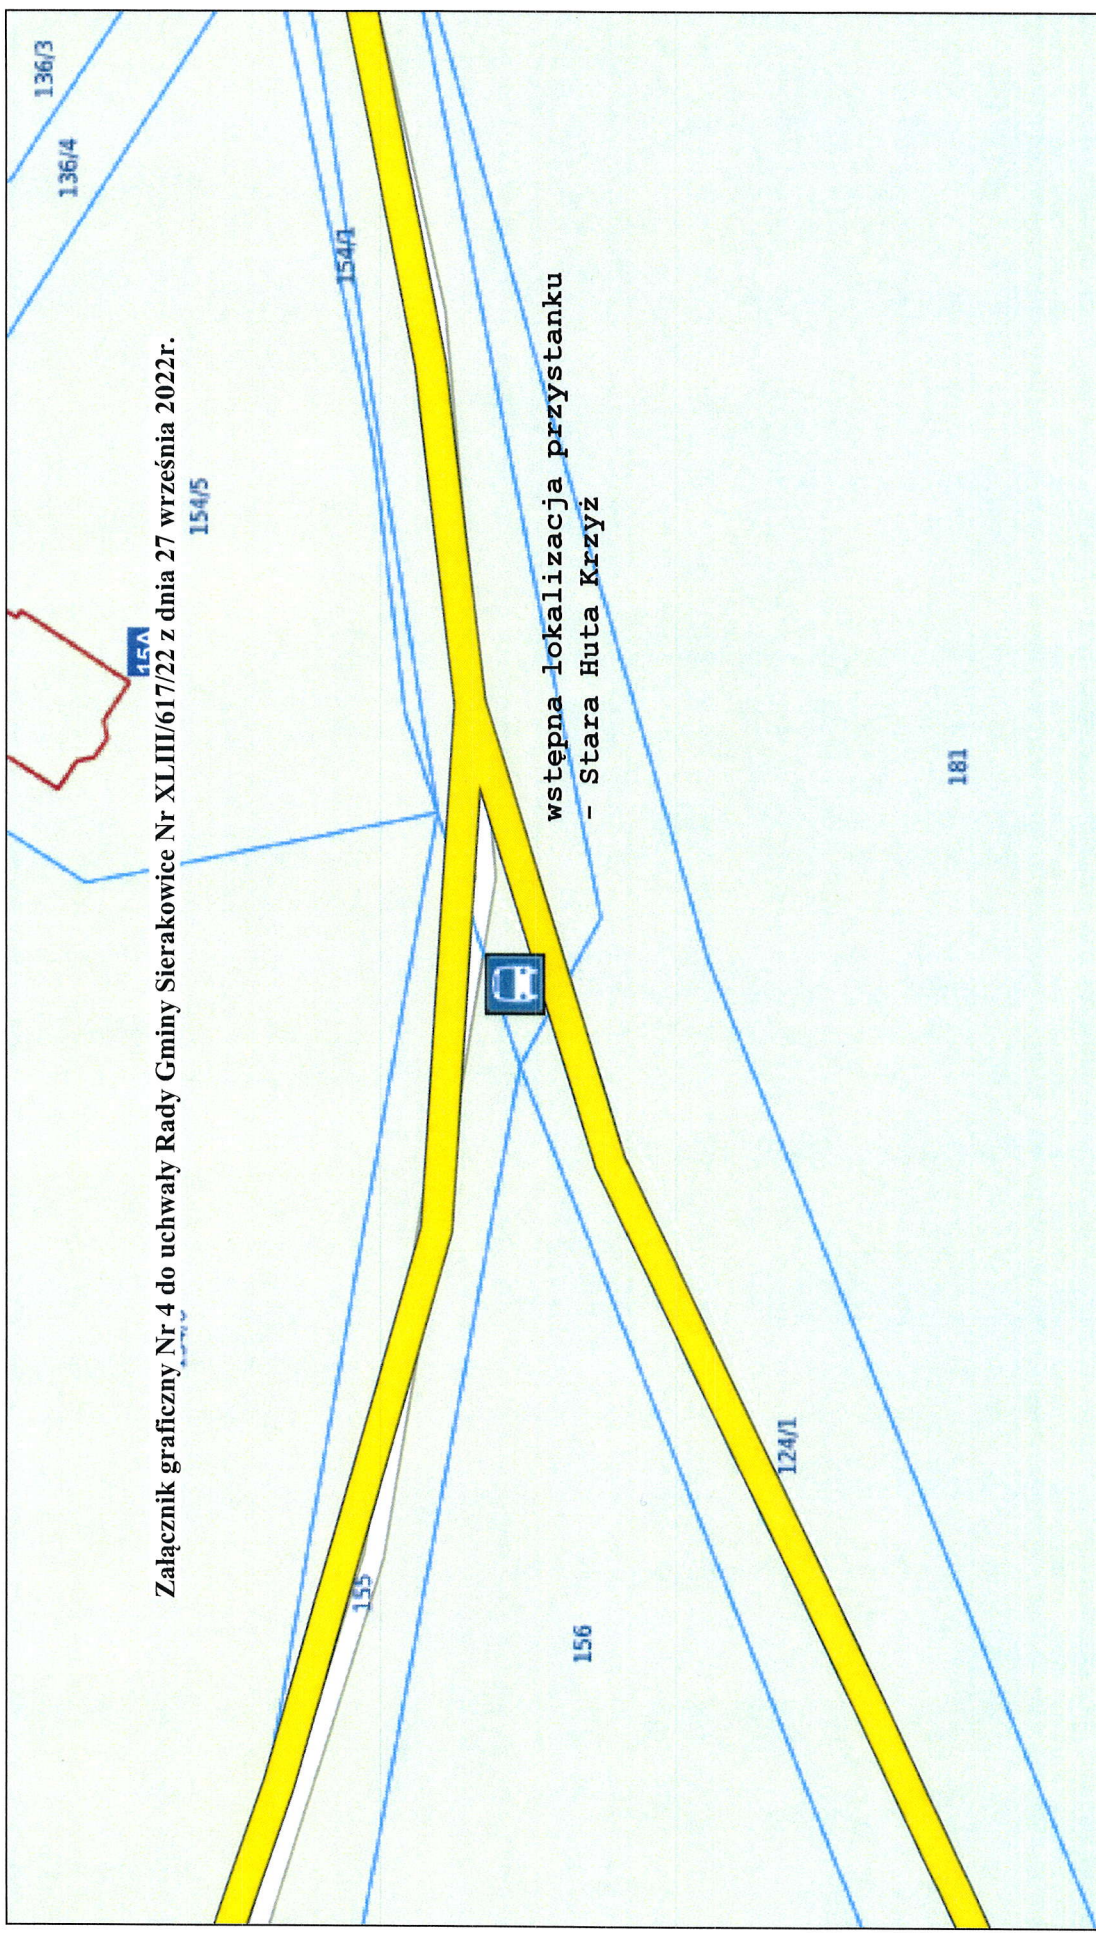 Załącznik graficzny Nr 4 do uchwały Rady Gminy Sierakowice Nr XLIII/617/22 z dnia 27 września 2022r.
136/3
136/4
15A
154/5
154/1
wstępna lokalizacja przystanku
- Stara Huta Krzyż
155
156
124/1
181